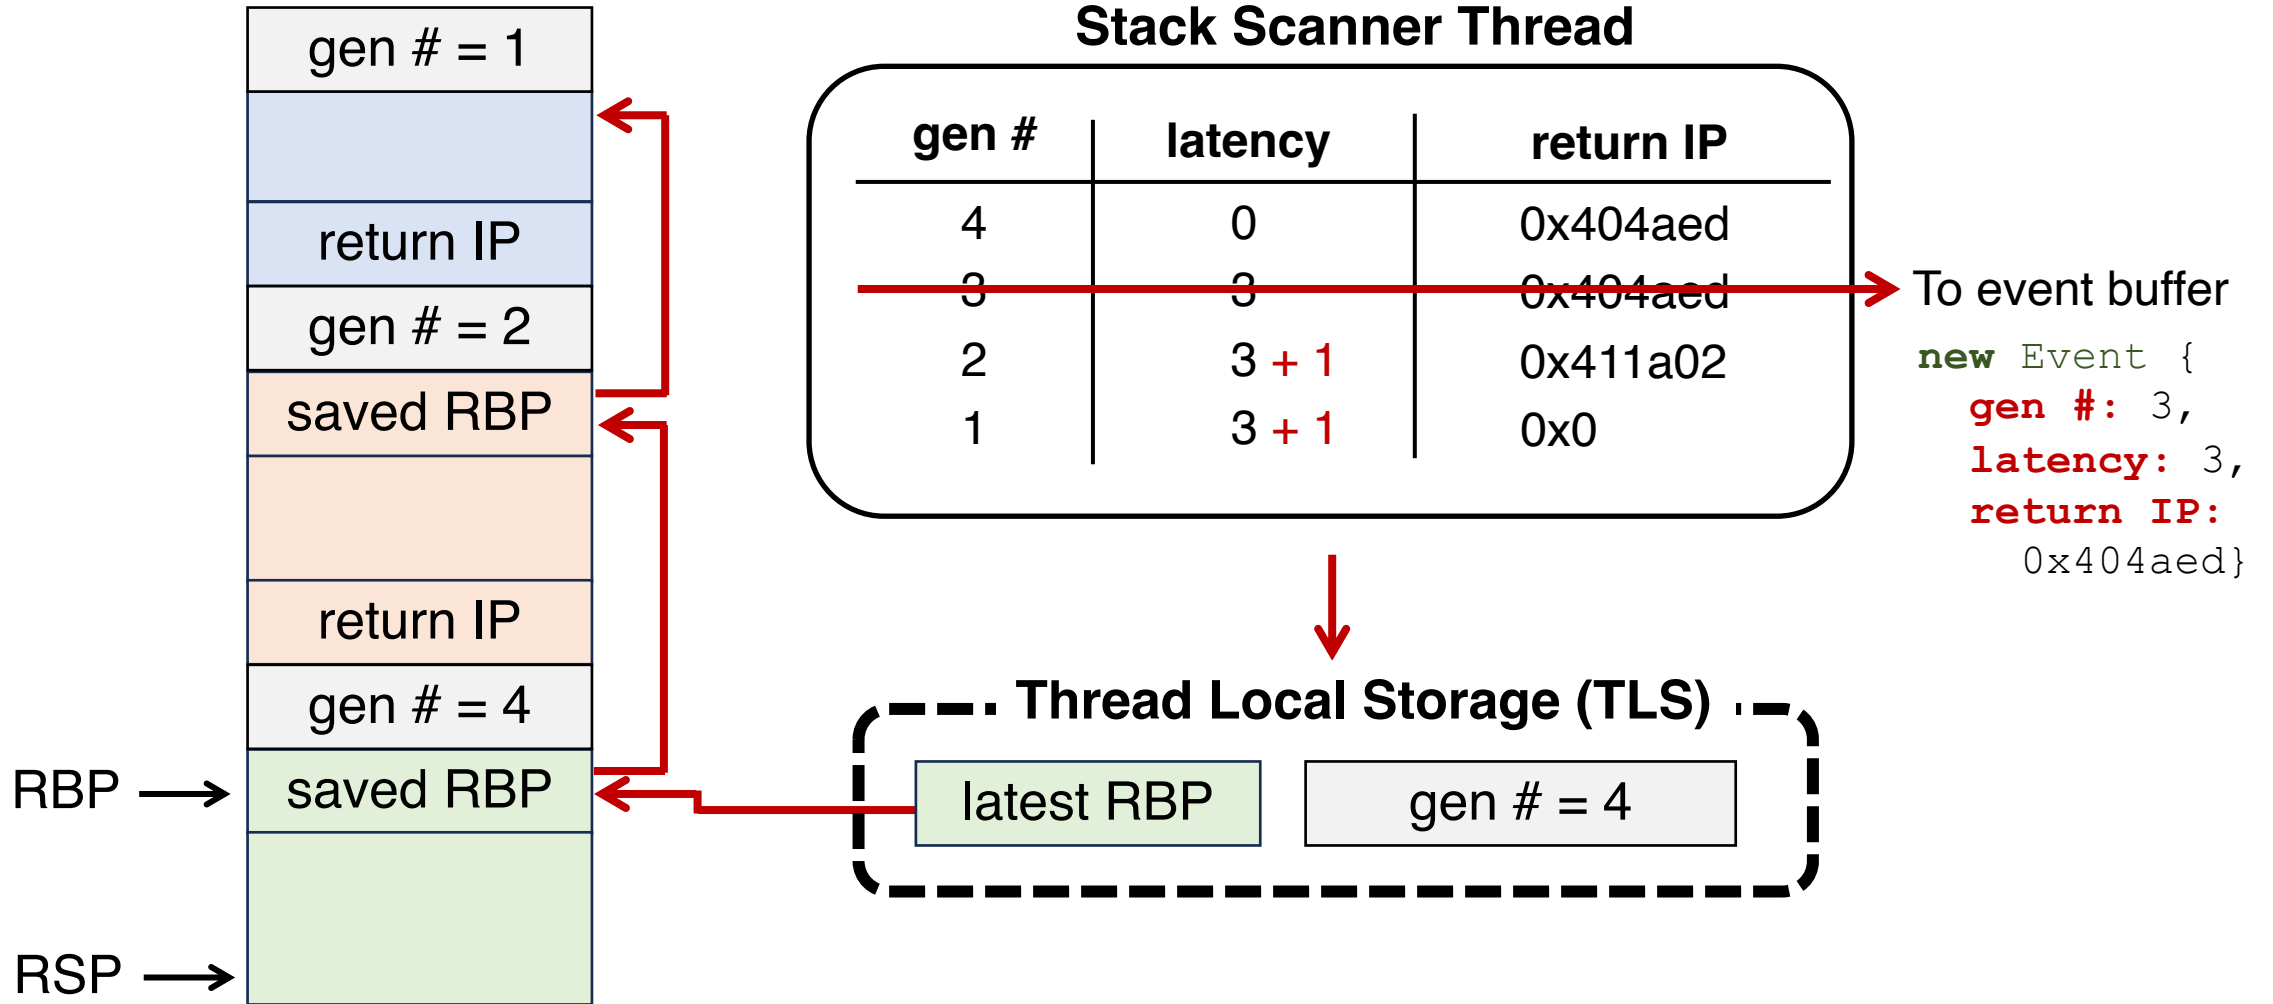 gen # = 1
return IP
gen # = 2
saved RBP
return IP
gen # = 4
saved RBP
RBP
RSP
Stack Scanner Thread
gen # latency return IP
4 0 0x404aed
3 3 0x404aed
2 3 + 1 0x411a02
1 3 + 1 0x0
To event buffer
new Event {
gen #: 3,
latency: 3,
return IP:
0x404aed}
Thread Local Storage (TLS)
latest RBP
gen # = 4